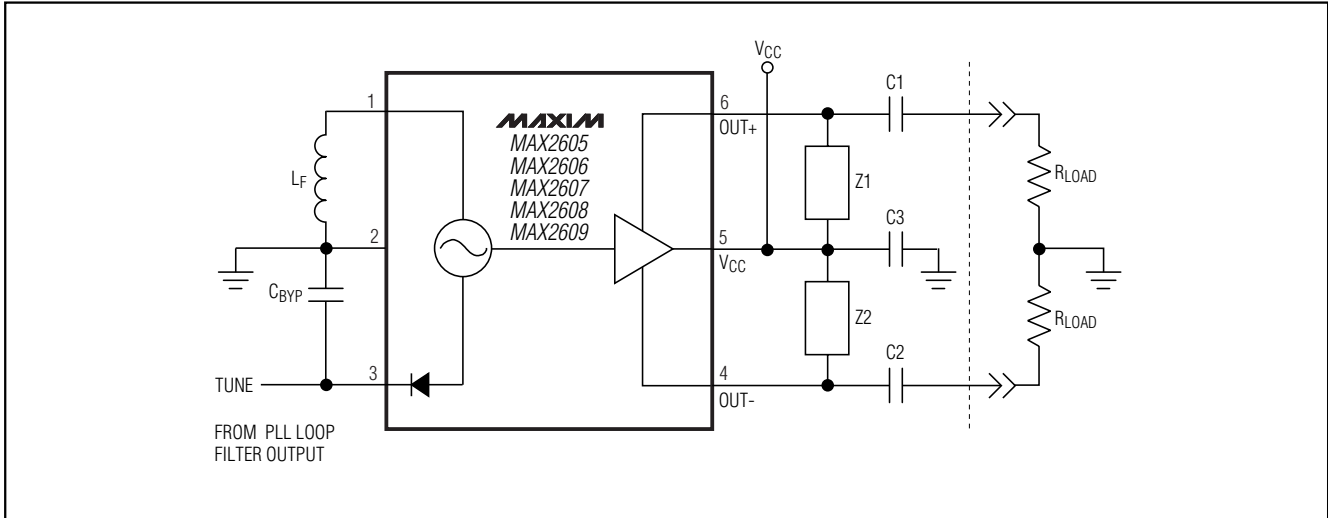 VCC
C1
1
6
OUT+
MAXIM
MAX2605
MAX2606
MAX2607
MAX2608
MAX2609
LF
Z1
RLOAD
C3
2
5
VCC
CBYP
Z2
RLOAD
C2
TUNE
3
4
OUT-
FROM PLL LOOP
FILTER OUTPUT